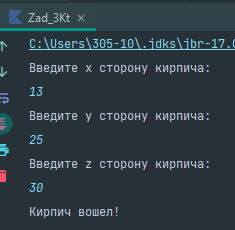 Zad_3Kt
C:\Users\305-10\.jdks\jbr-17.
Введите x сторону кирпича:
13
Введите y сторону кирпича:
25
Введите z сторону кирпича:
30
Кирпич вошел!